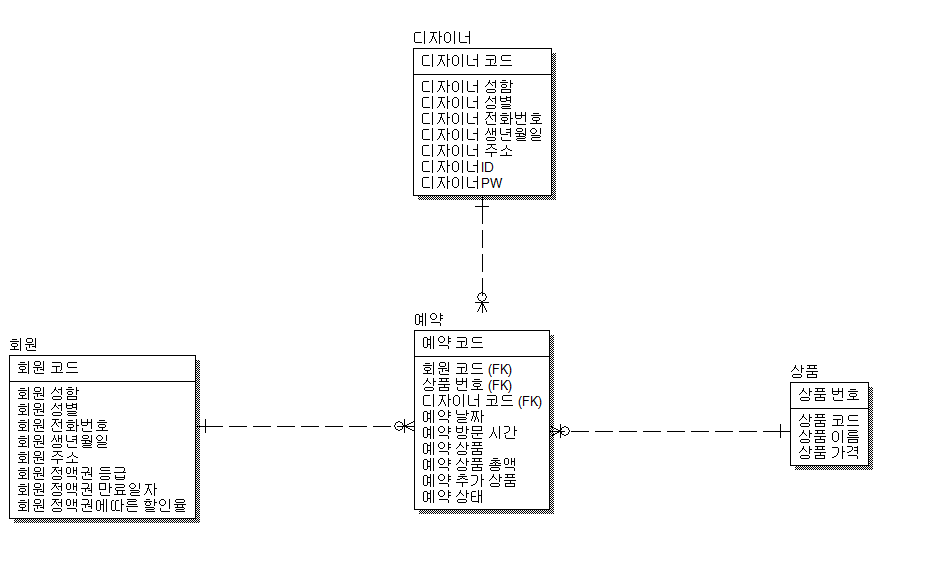 디자이너
디자이너 코드
디자이너 성함
디자이너 성별
디자이너 전화번호
디자이너 생년월일
디자이너 주소
디자이너ID
디자이너PW
예약
예약 코드
회원 코드 (FK)
상품 번호 (FK)
디자이너 코드 (FK)
예약 날짜
예약 방문 시간
예약 상품
예약 상품 총액
예약 추가 상품
예약 상태
회원
회원 코드
회원 성함
회원 성별
회원 전화번호
회원 생년월일
회원 주소
회원 정액권 등급
회원 정액권 만료일자
회원 정액권에따른 할인율
상품
상품 번호
상품 코드
상품 이름
상품 가격